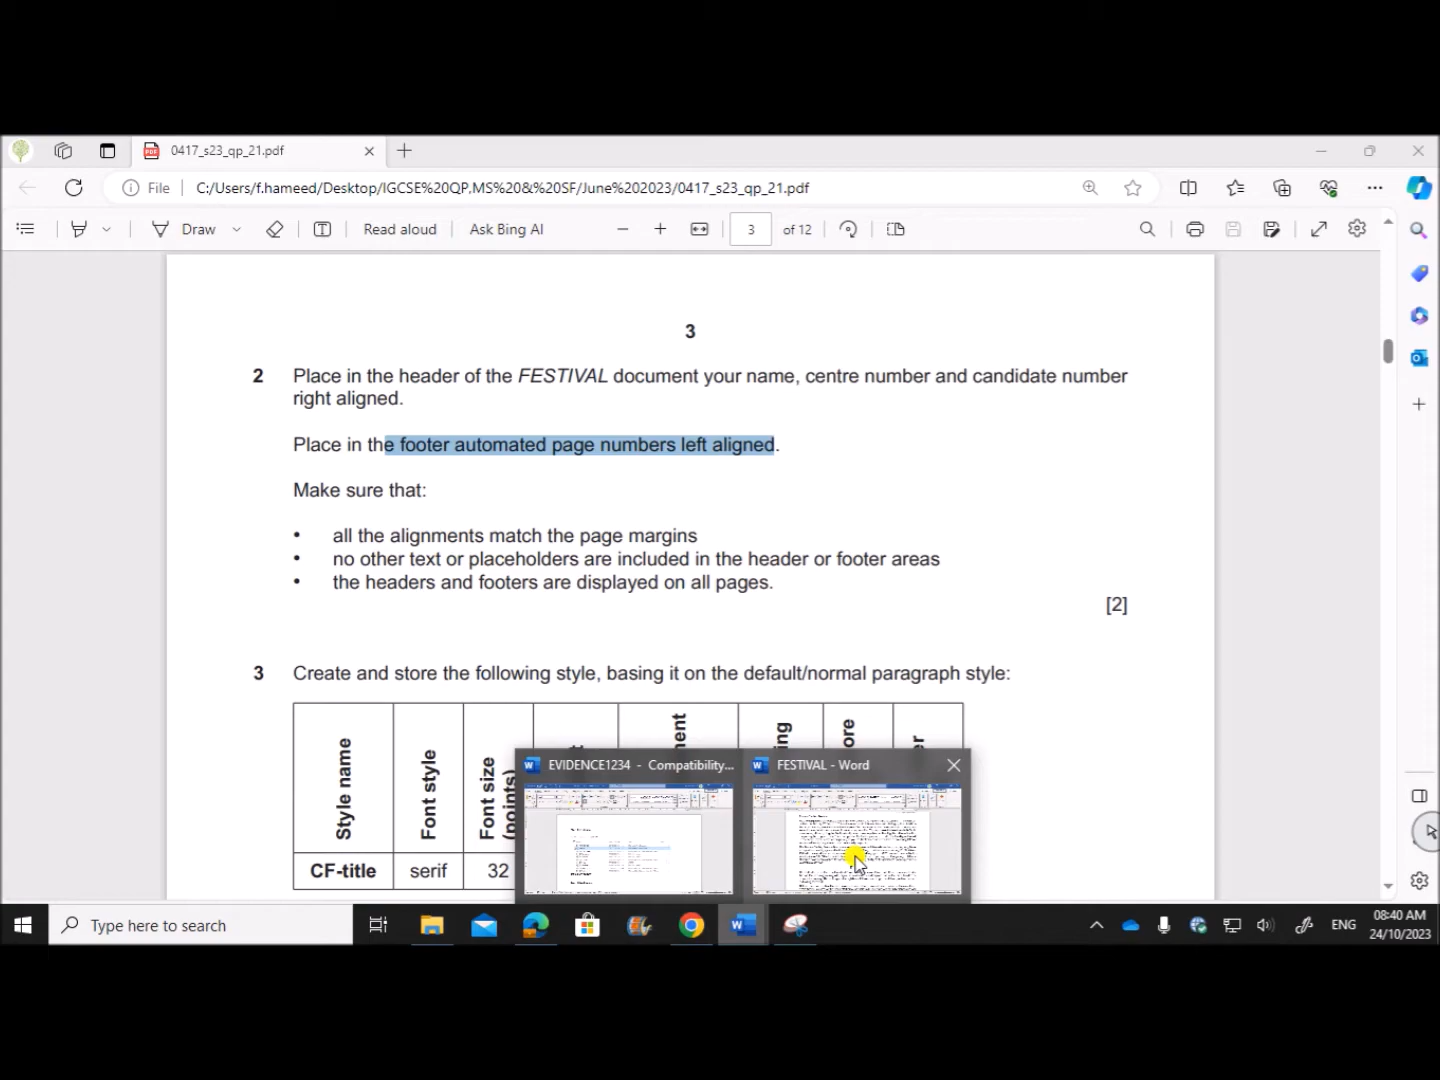 0417_s23_qp_21.pdf
File
C:/Users/f.hameed/Desktop/IGCSE%20QP,MS%20&%20SF/June%202023/0417_s23_qp_21.pdf
Draw
Read aloud
Ask Bing AI
3
of 12
3
2 Place in the header of the FESTIVAL document your name, centre number and candidate number
right aligned.
Place in the footer automated page numbers left aligned.
Make sure that:
• all the alignments match the page margins
• no other text or placeholders are included in the header or footer areas
• the headers and footers are displayed on all pages.
[2]
3 Create and store the following style, basing it on the default/normal paragraph style:
Style name
Font style
Font size
(points)
CF-title serif 32
EVIDENCE1234 - Compatibility...
FESTIVAL - Word
Type here to search
ENG
08:40 AM
24/10/2023